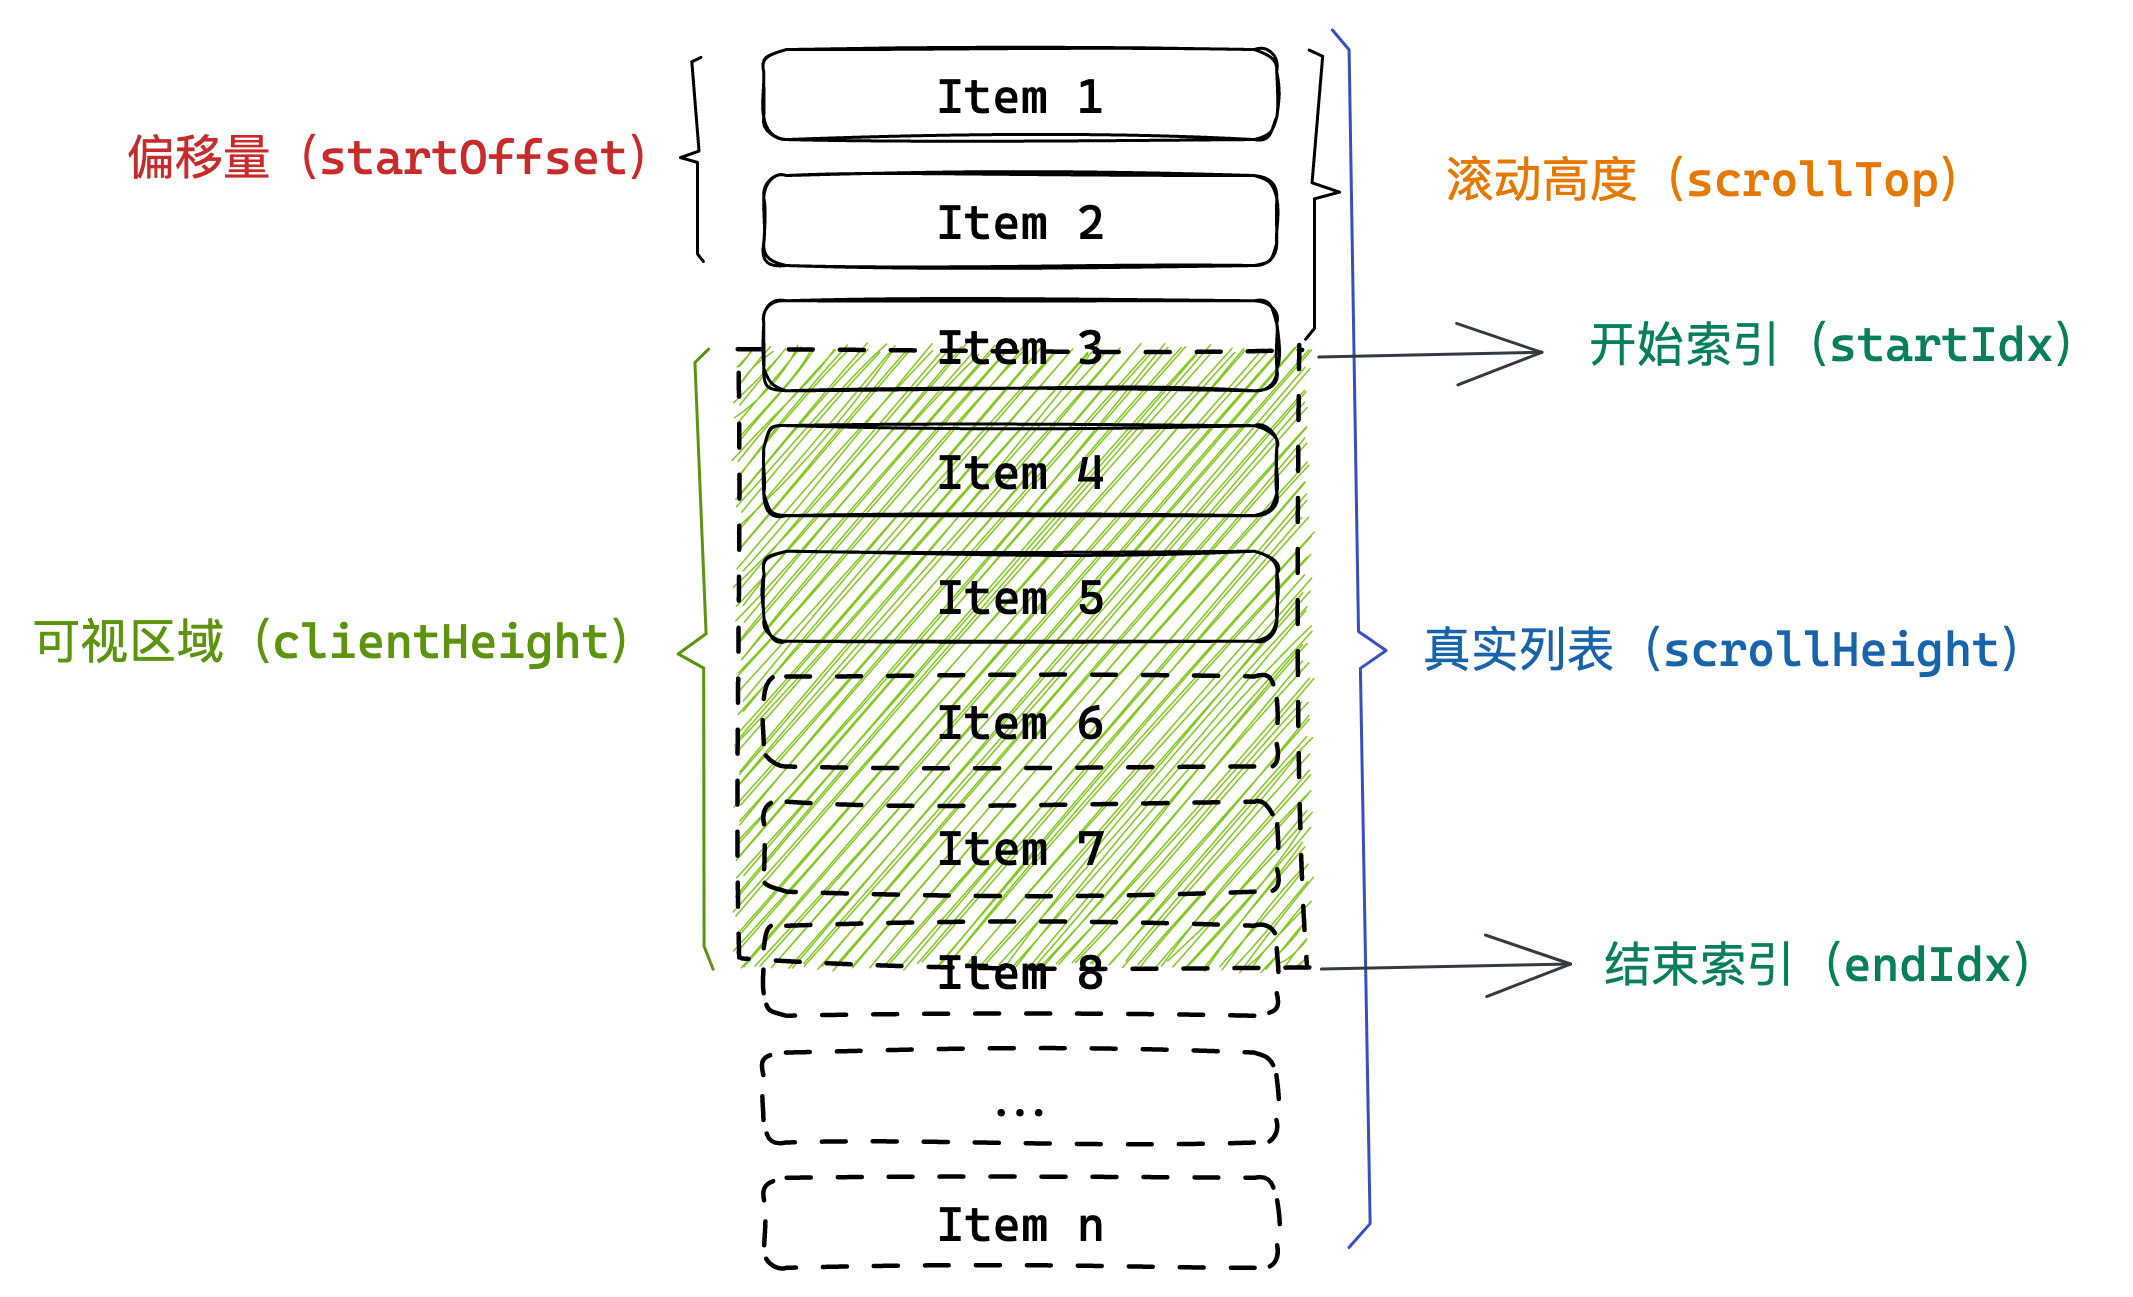 Item 1
偏移量（startOffset）
滚动高度（scrollTop）
Item 2
Item 3
开始索引（startIdx）
Item 4
Item 5
可视区域（clientHeight）
真实列表（scrollHeight）
Item 6
Item 7
Item 8
结束索引（endIdx）
...
Item n